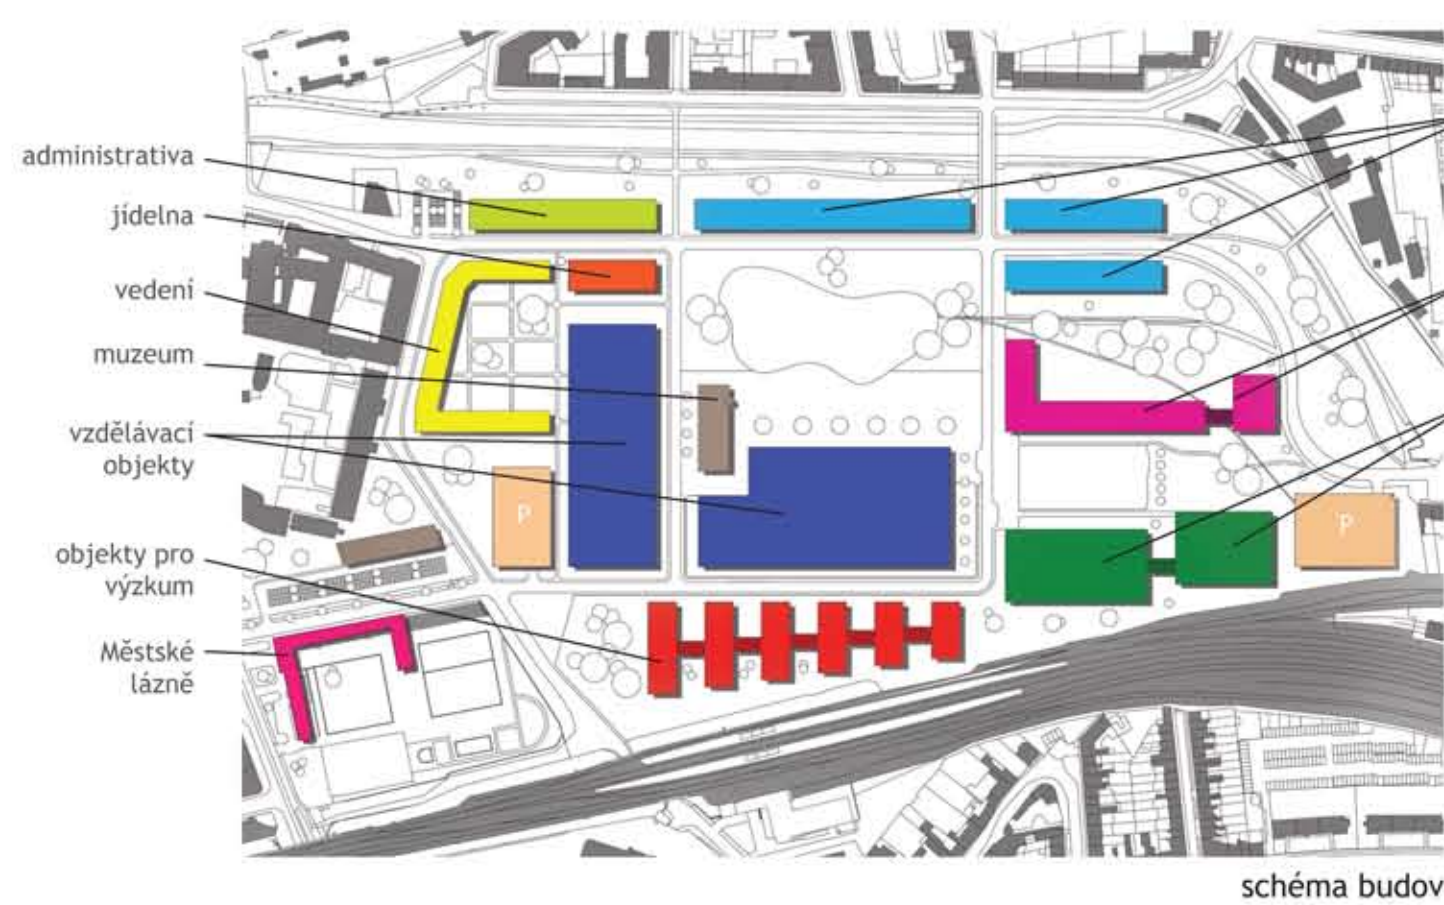 administrativa
jídelna
vedení
muzeum
vzdělávací
objekty
P
P
objekty pro
výzkum
Městské
lázně
schéma budov